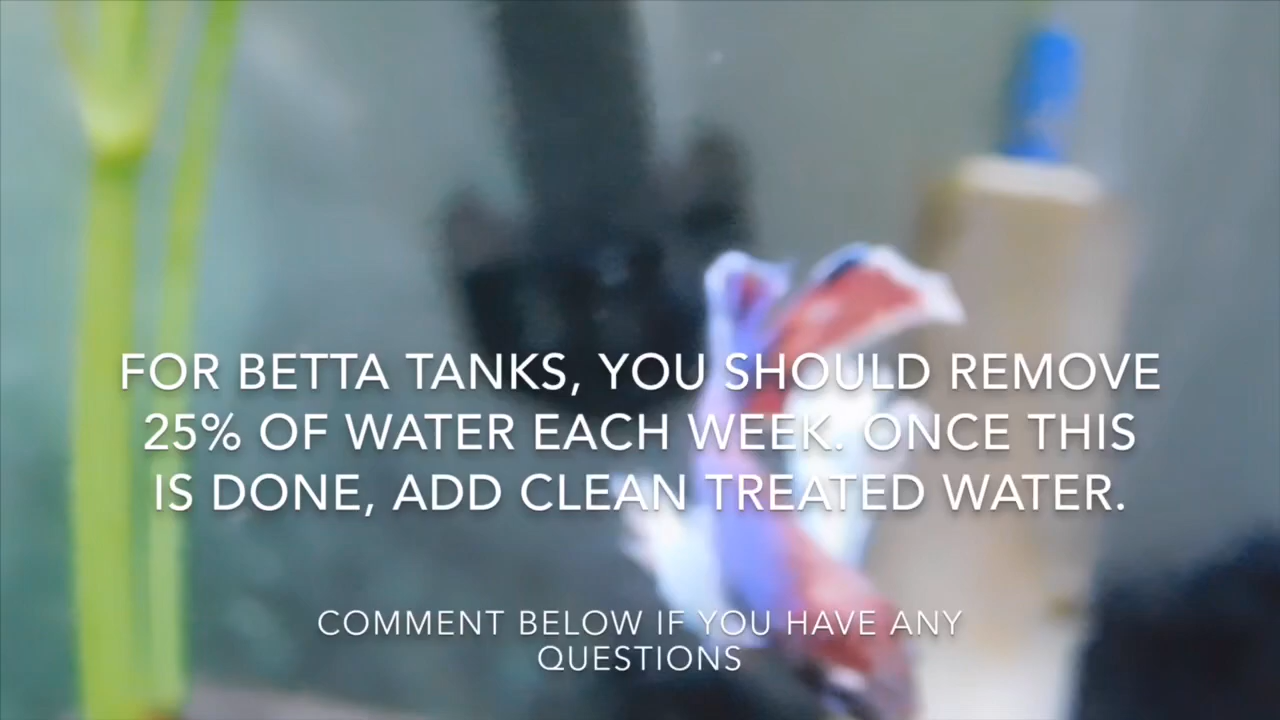 FOR BETTA TANKS, YOU SHOULD REMOVE
25% OF WATER EACH WEEK. ONCE THIS
IS DONE, ADD CLEAN TREATED WATER.
COMMENT BELOW IF YOU HAVE ANY
QUESTIONS